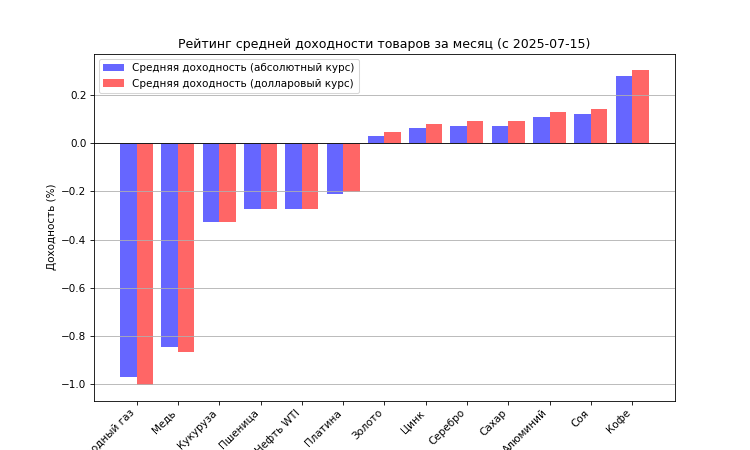 Рейтинг средней доходности товаров за месяц (с 2025-07-15)
Средняя доходность (абсолютный курс)
Средняя доходность (долларовый курс)
Доходность (%)
0.2
0.0
−0.2
−0.4
−0.6
−0.8
−1.0
одный газ
Медь
Кукуруза
Пшеница
Нефть WTI
Платина
Золото
Цинк
Серебро
Сахар
Алюминий
Соя
Кофе